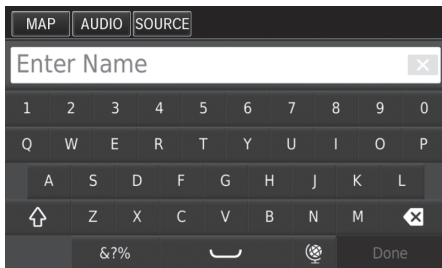 MAP AUDIO SOURCE
Enter Name
1 2 3 4 5 6 7 8 9 0
Q W E R T Y U I O P
A S D F G H J K L
Z X C V B N M
&?% Done